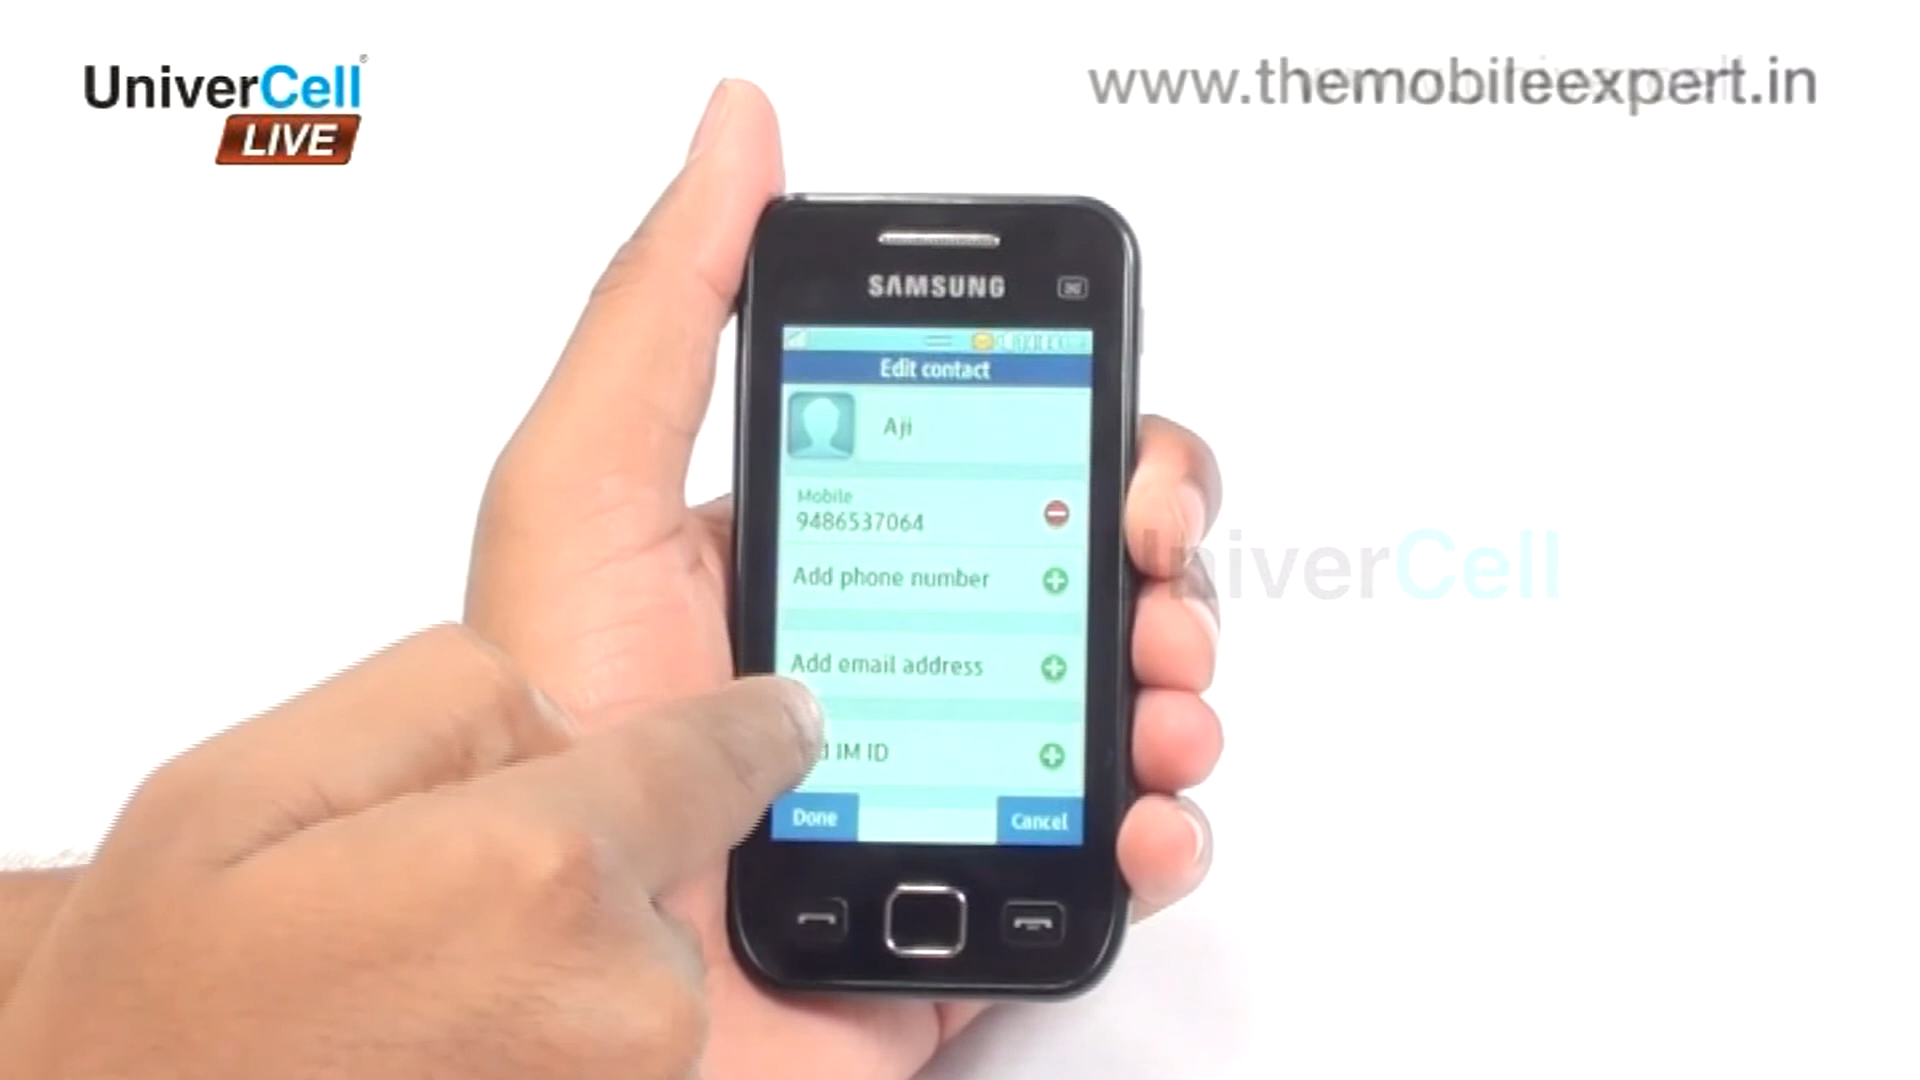 UniverCell
LIVE
www.themobileexpert.in
SAMSUNG
Edit contact
Aji
Mobile
9486537064
Add phone number
Add email address
IM ID
Done
Cancel
UniverCell